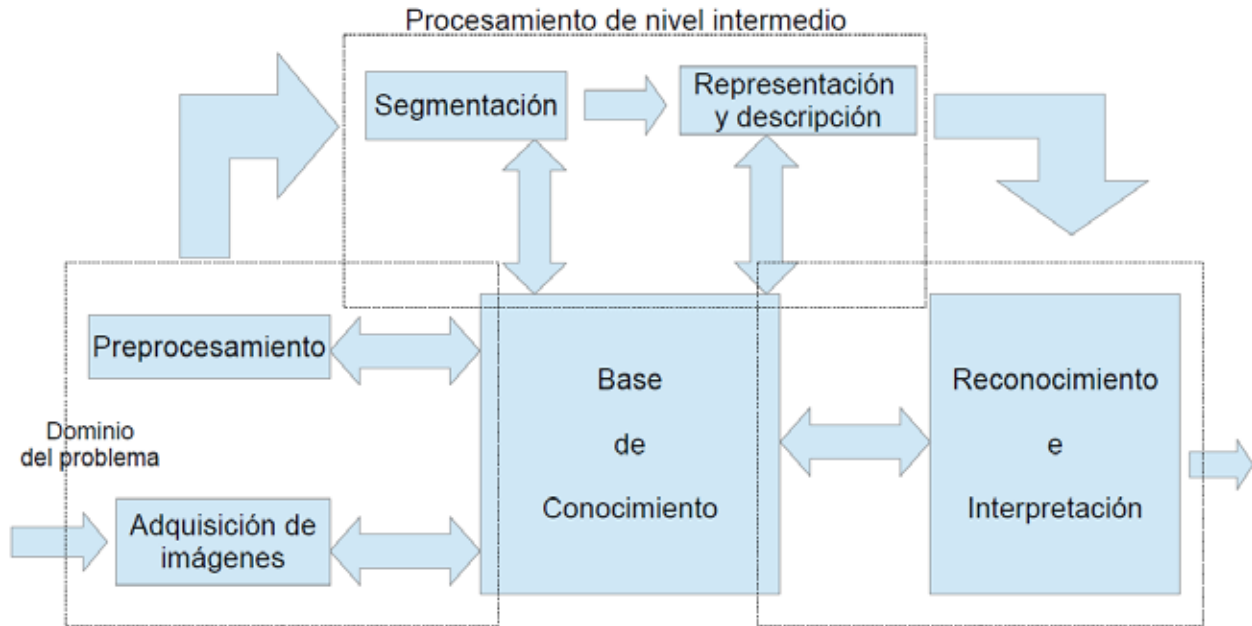 Procesamiento de nivel intermedio
Segmentación
Representación
y descripción
Preprocesamiento
Dominio
del problema
Adquisición de
imágenes
Base
de
Conocimiento
Reconocimiento
e
Interpretación